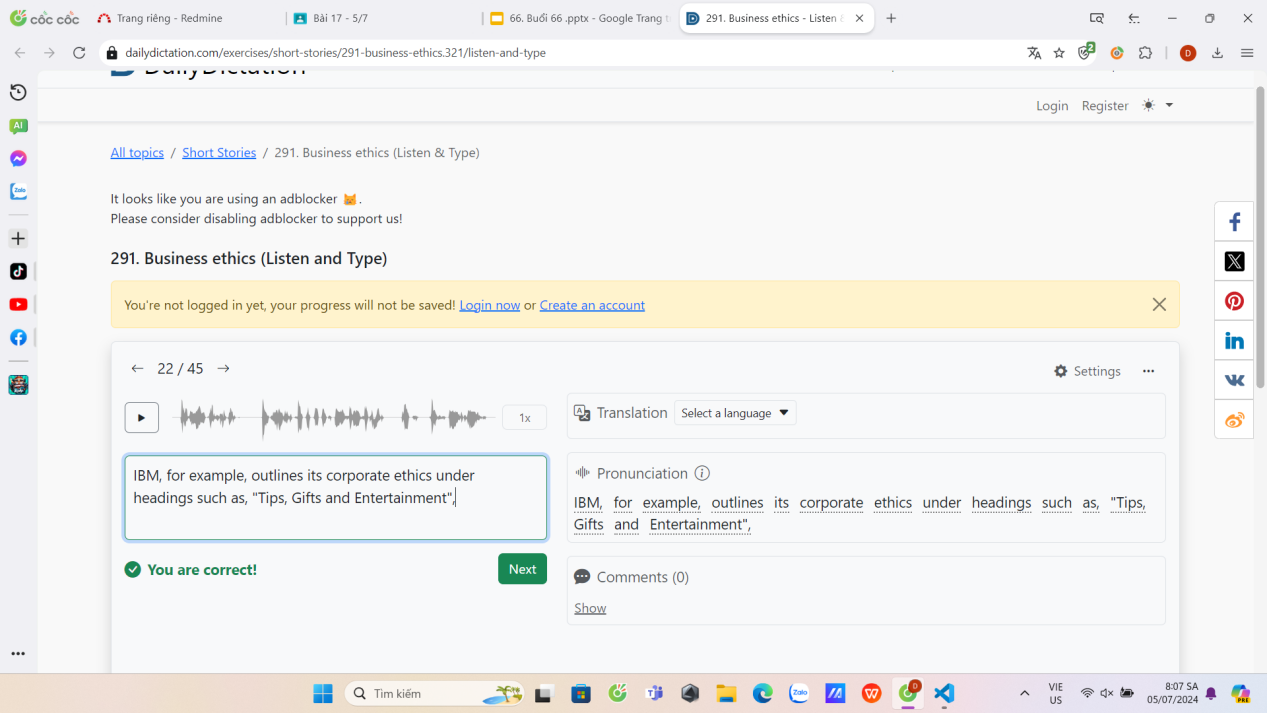 cốc cốc
Trang riêng - Redmine
Bài 17 - 5/7
66. Buổi 66 .pptx - Google Trang t
291. Business ethics - Listen &
dailydictation.com/exercises/short-stories/291-business-ethics.321/listen-and-type
2
D
DailyDictation
Login Register
AI
Zalo
All topics / Short Stories / 291. Business ethics (Listen & Type)
It looks like you are using an adblocker 😿.
Please consider disabling adblocker to support us!
291. Business ethics (Listen and Type)
You're not logged in yet, your progress will not be saved! Login now or Create an account
22 / 45
Settings
1x
Translation Select a language
IBM, for example, outlines its corporate ethics under
headings such as, "Tips, Gifts and Entertainment",
Pronunciation
IBM, for example, outlines its corporate ethics under headings such as, "Tips,
Gifts and Entertainment",
You are correct!
Next
Comments (0)
Show
Tìm kiếm
Zalo
D
VIE
US
8:07 SA
05/07/2024
PRE